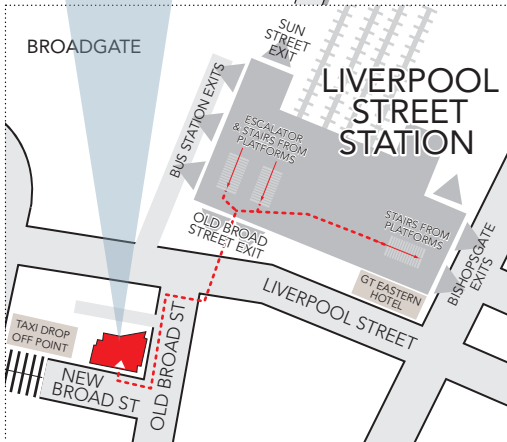 BROADGATE
SUN
STREET
EXIT
LIVERPOOL
STREET
STATION
BUS STATION EXITS
ESCALATOR
& STAIRS FROM
PLATFORMS
STAIRS FROM
PLATFORMS
OLD BROAD
STREET EXIT
BISHOPSGATE
EXITS
GT EASTERN
HOTEL
LIVERPOOL STREET
TAXI DROP
OFF POINT
OLD BROAD ST
NEW
BROAD ST